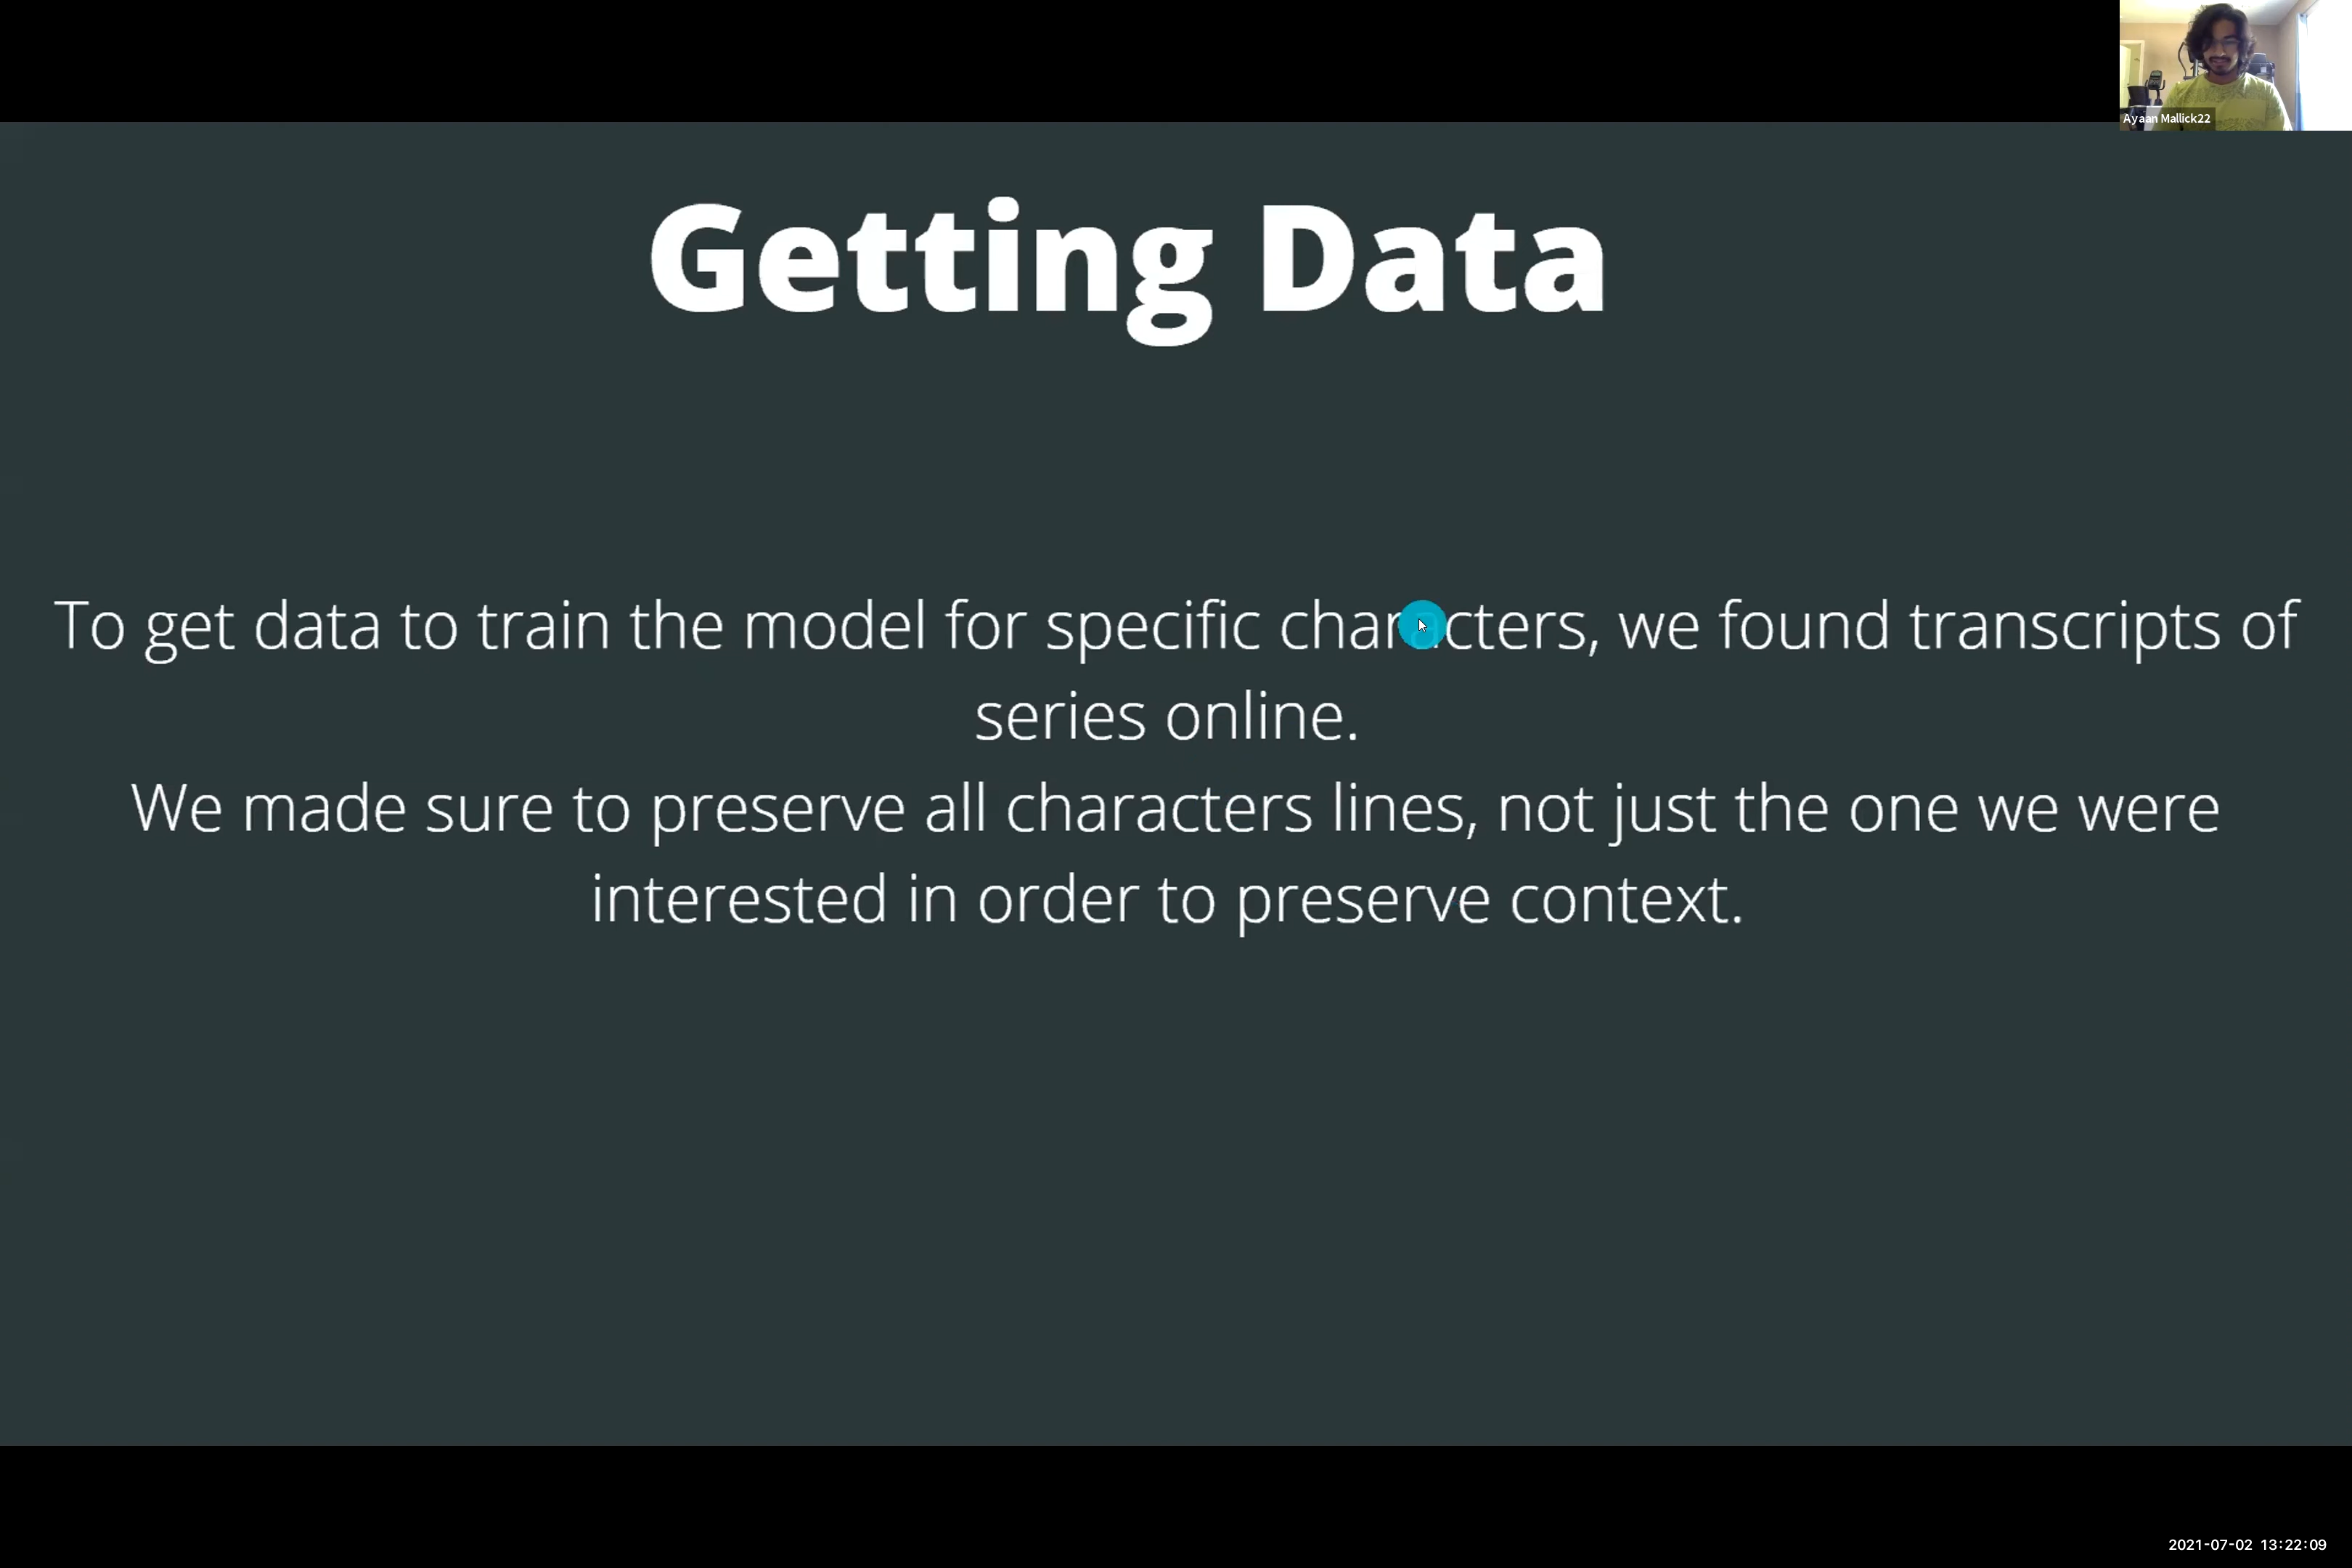 Ayaan Mallick22
Getting Data
To get data to train the model for specific characters, we found transcripts of
series online.
We made sure to preserve all characters lines, not just the one we were
interested in order to preserve context.
2021-07-02 13:22:09